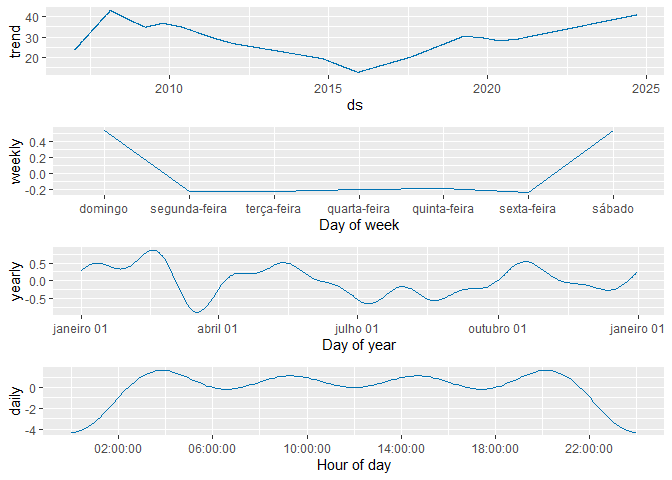 40
30
20
trend
2010
2015
2020
2025
ds
0.4
0.2
0.0
-0.2
weekly
domingo segunda-feira terça-feira quarta-feira quinta-feira sexta-feira sábado
Day of week
0.5
0.0
-0.5
yearly
janeiro 01 abril 01 julho 01 outubro 01 janeiro 01
Day of year
0
-2
-4
daily
02:00:00 06:00:00 10:00:00 14:00:00 18:00:00 22:00:00
Hour of day